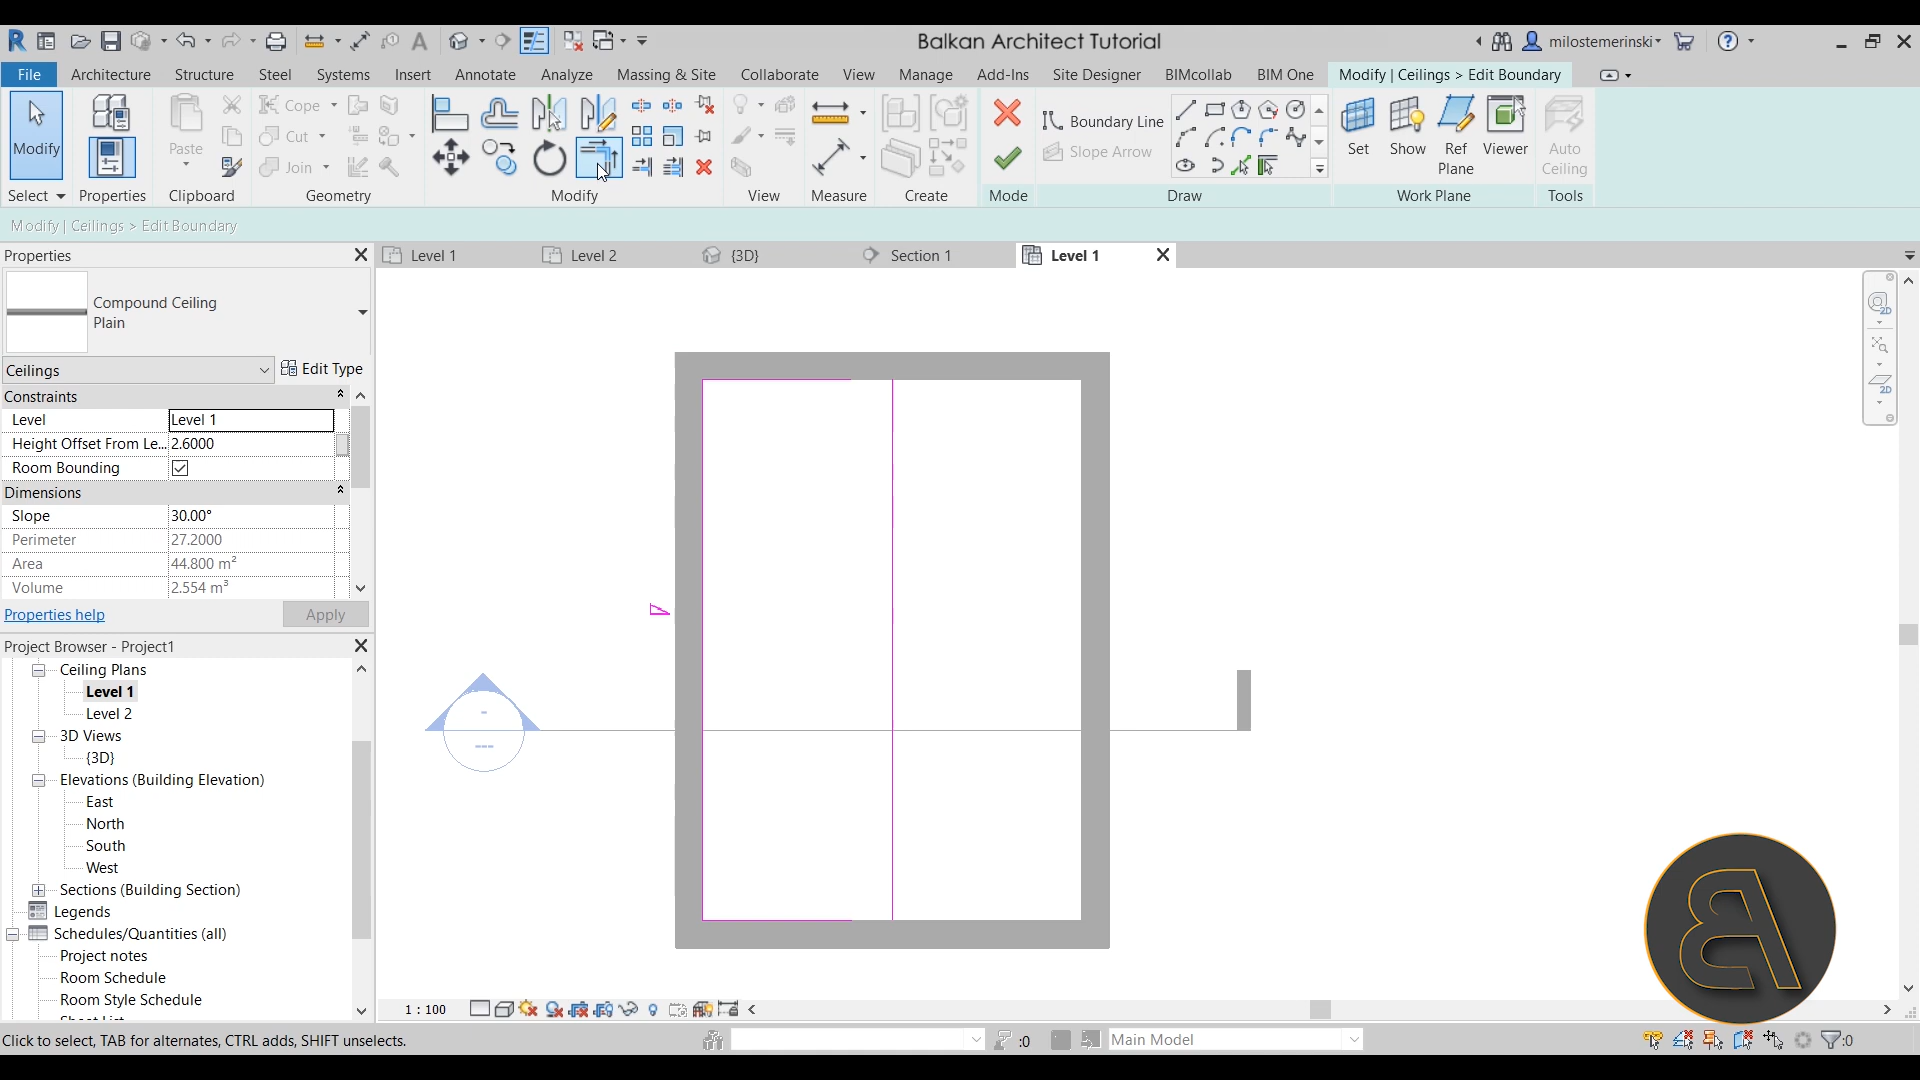 Balkan Architect Tutorial
milostemerinski
File Architecture Structure Steel Systems Insert Annotate Analyze Massing & Site Collaborate View Manage Add-Ins Site Designer BIMcollab BIM One Modify | Ceilings > Edit Boundary
Modify
Paste
Cope
Cut
Join
Boundary Line
Slope Arrow
Set
Show
Ref
Plane
Viewer
Auto
Ceiling
Select Properties Clipboard Geometry Modify View Measure Create Mode Draw Work Plane Tools
Modify | Ceilings > Edit Boundary
Properties
Level 1
Level 2
{3D}
Section 1
Level 1
Compound Ceiling
Plain
Ceilings
Edit Type
Constraints
Level Level 1
Height Offset From Le... 2.6000
Room Bounding
Dimensions
Slope 30.00°
Perimeter 27.2000
Area 44.800 m²
Volume 2.554 m³
Properties help
Apply
Project Browser - Project1
Ceiling Plans
Level 1
Level 2
3D Views
{3D}
Elevations (Building Elevation)
East
North
South
West
Sections (Building Section)
Legends
Schedules/Quantities (all)
Project notes
Room Schedule
Room Style Schedule
2D
2D
-
---
1 : 100
Click to select, TAB for alternates, CTRL adds, SHIFT unselects.
:0
Main Model
:0